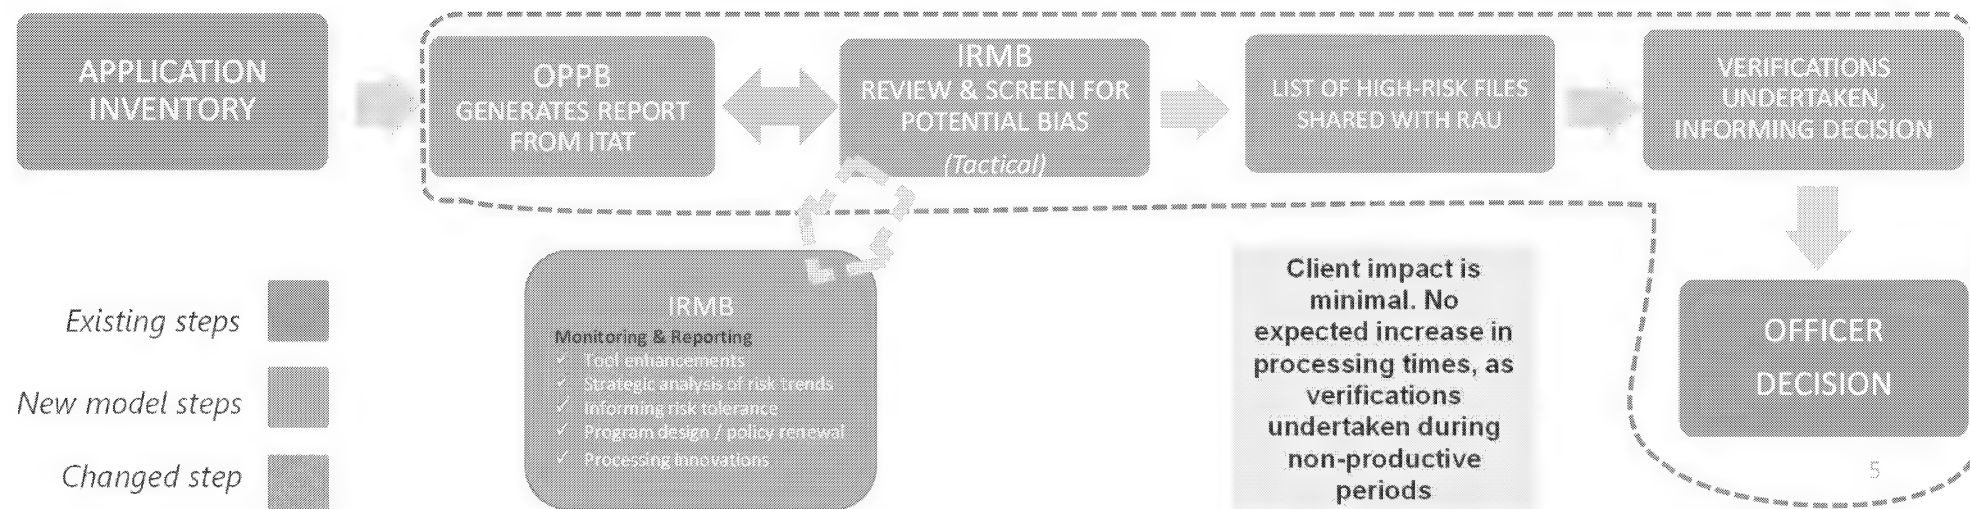 APPLICATION
INVENTORY
OPPB
GENERATES REPORT
FROM ITAT
IRMB
REVIEW & SCREEN FOR
POTENTIAL BIAS
(Tactical)
LIST OF HIGH-RISK FILES
SHARED WITH RAU
VERIFICATIONS
UNDERTAKEN,
INFORMING DECISION
OFFICER
DECISION
IRMB
Monitoring & Reporting
✓ Tool enhancements
✓ Strategic analysis of risk trends
✓ Informing risk tolerance
✓ Program design / policy renewal
✓ Processing innovations
Client impact is
minimal. No
expected increase in
processing times, as
verifications
undertaken during
non-productive
periods
Existing steps
New model steps
Changed step
5